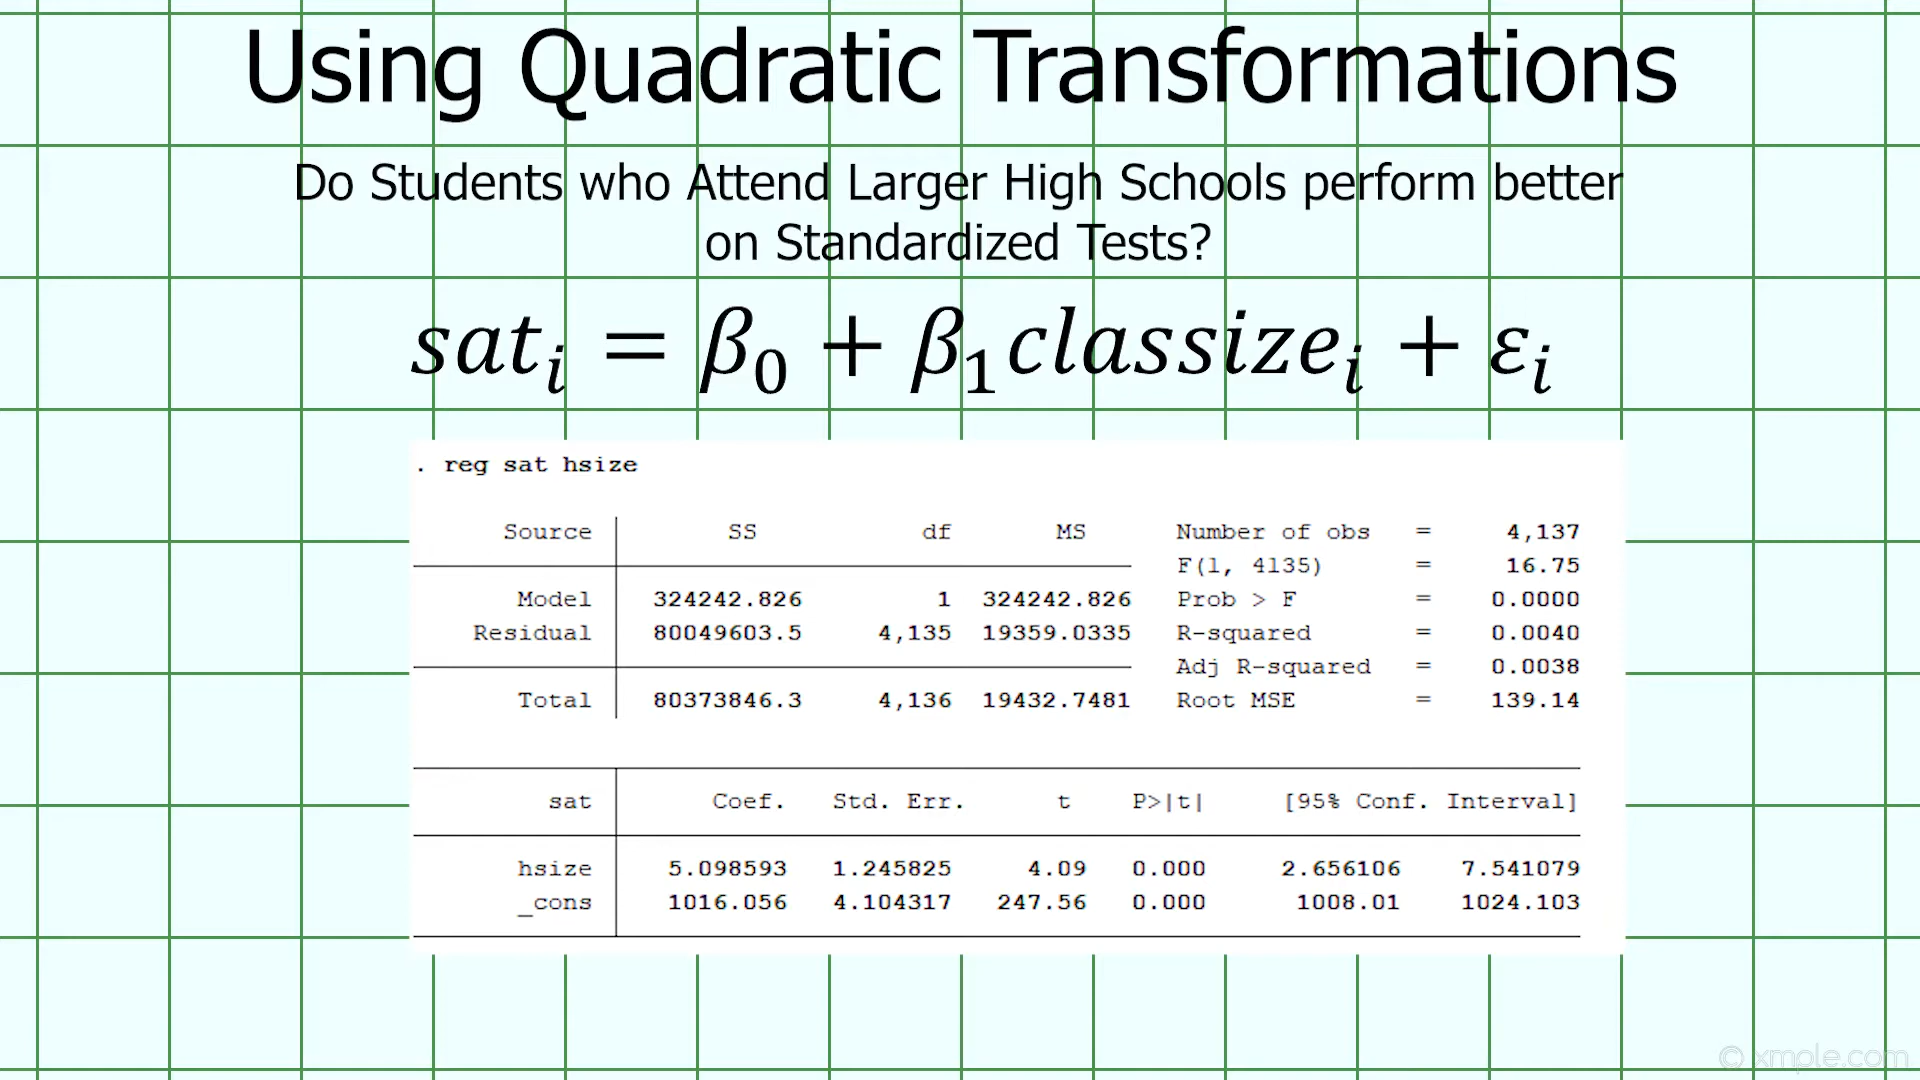 Using Quadratic Transformations
Do Students who Attend Larger High Schools perform better
on Standardized Tests?
satᵢ = β₀ + β₁classizeᵢ + εᵢ
. reg sat hsize
Source SS df MS Number of obs = 4,137
F(1, 4135) = 16.75
Model 324242.826 1 324242.826 Prob > F = 0.0000
Residual 80049603.5 4,135 19359.0335 R-squared = 0.0040
Adj R-squared = 0.0038
Total 80373846.3 4,136 19432.7481 Root MSE = 139.14
sat Coef. Std. Err. t P>|t| [95% Conf. Interval]
hsize 5.098593 1.245825 4.09 0.000 2.656106 7.541079
_cons 1016.056 4.104317 247.56 0.000 1008.01 1024.103
© xmple.com